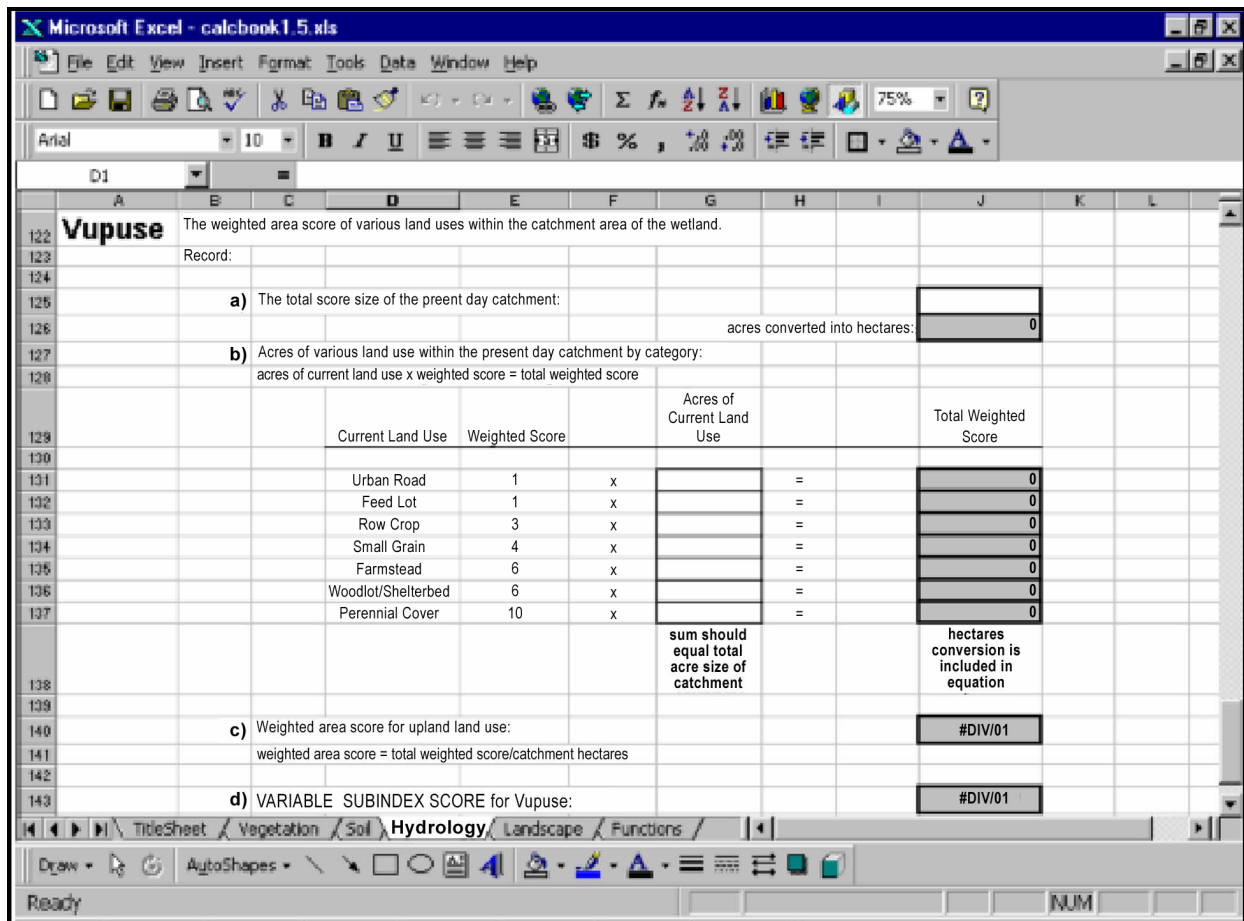 Microsoft Excel - calcbook1.5.xls
File Edit View Insert Format Tools Data Window Help
75%
Arial 10 B I U $ % ,
D1 =
A B C D E F G H I J K L
122 Vupuse The weighted area score of various land uses within the catchment area of the wetland.
123 Record:
124
125 a) The total score size of the preent day catchment:
126 acres converted into hectares: 0
127 b) Acres of various land use within the present day catchment by category:
128 acres of current land use x weighted score = total weighted score
Acres of
Current Land Total Weighted
129 Current Land Use Weighted Score Use Score
130
131 Urban Road 1 x = 0
132 Feed Lot 1 x = 0
133 Row Crop 3 x = 0
134 Small Grain 4 x = 0
135 Farmstead 6 x = 0
136 Woodlot/Shelterbed 6 x = 0
137 Perennial Cover 10 x = 0
sum should hectares
equal total conversion is
acre size of included in
138 catchment equation
139
140 c) Weighted area score for upland land use: #DIV/01
141 weighted area score = total weighted score/catchment hectares
142
143 d) VARIABLE SUBINDEX SCORE for Vupuse: #DIV/01
TitleSheet Vegetation Soil Hydrology Landscape Functions
Draw AutoShapes
Ready NUM